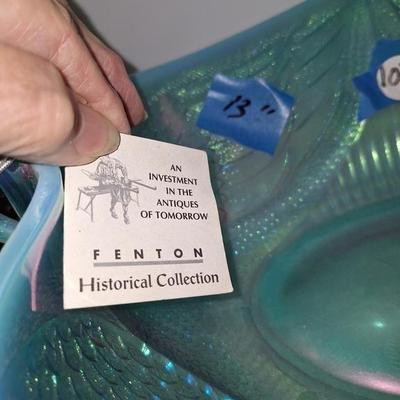 13"
AN
INVESTMENT
IN THE
ANTIQUES
OF TOMORROW
FENTON
Historical Collection